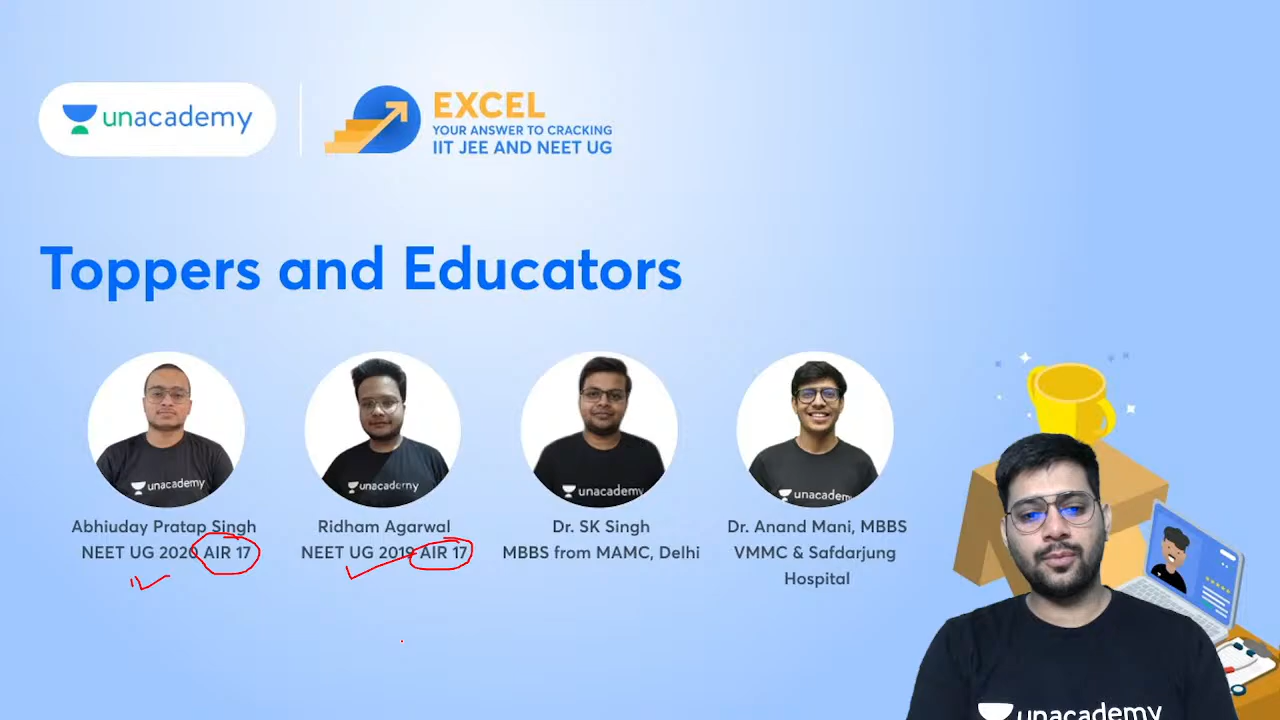 unacademy
EXCEL
YOUR ANSWER TO CRACKING
IIT JEE AND NEET UG
Toppers and Educators
unacademy
unacademy
unacademy
unacademy
Abhiuday Pratap Singh
NEET UG 2020 AIR 17
Ridham Agarwal
NEET UG 2019 AIR 17
Dr. SK Singh
MBBS from MAMC, Delhi
Dr. Anand Mani, MBBS
VMMC & Safdarjung
Hospital
unacademy